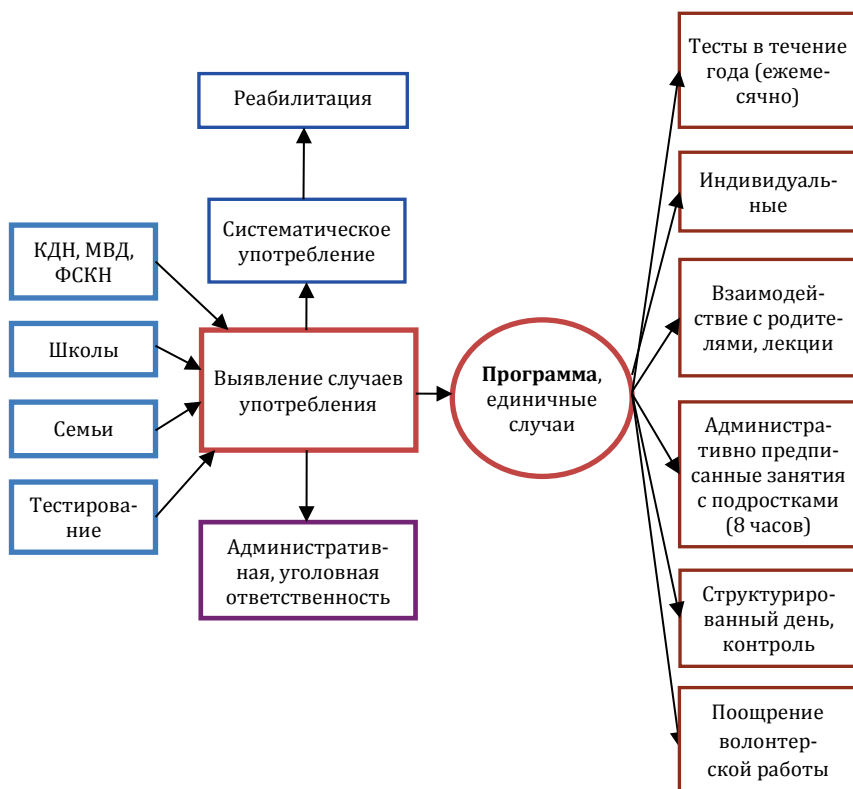 Реабилитация
Систематическое
употребление
КДН, МВД,
ФСКН
Школы
Семьи
Тестирова-
ние
Выявление случаев
употребления
Административ-
ная, уголовная
ответственность
Программа,
единичные
случаи
Тесты в течение
года (ежеме-
сячно)
Индивидуаль-
ные
Взаимодей-
ствие с родите-
лями, лекции
Администра-
тивно предпи-
санные занятия
с подростками
(8 часов)
Структуриро-
ванный день,
контроль
Поощрение
волонтер-
ской работы